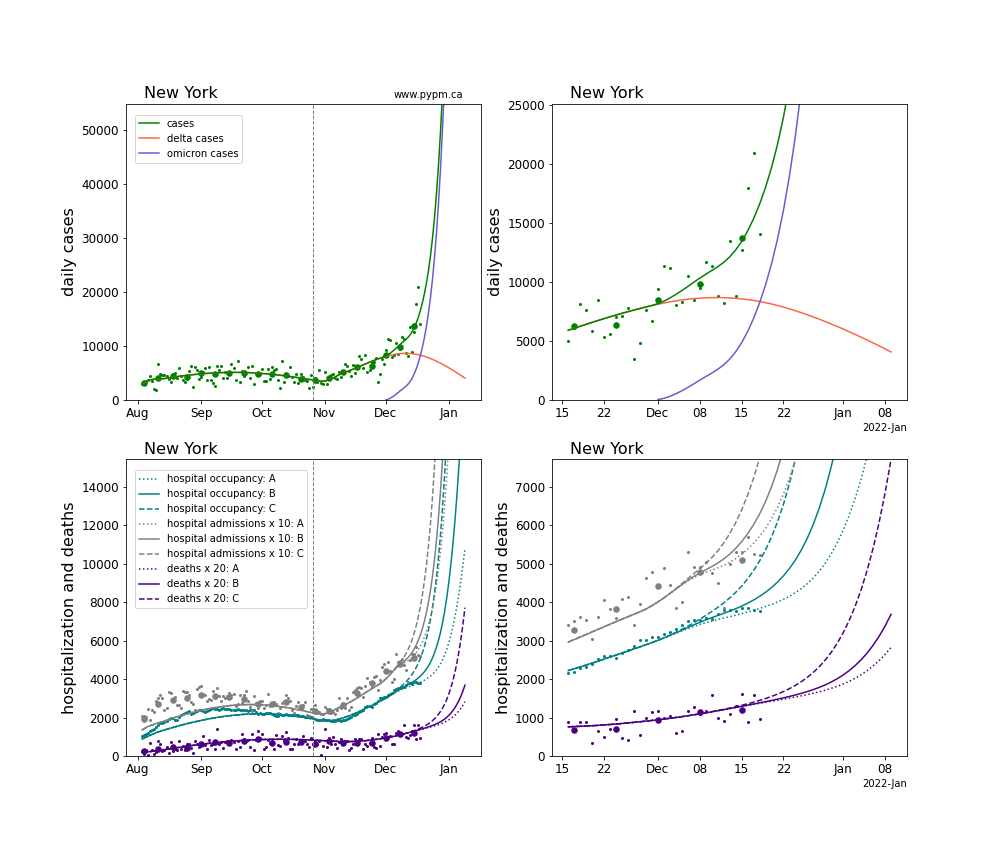 New York
www.pypm.ca
daily cases
50000
40000
30000
20000
10000
0
cases
delta cases
omicron cases
Aug Sep Oct Nov Dec Jan
New York
daily cases
25000
20000
15000
10000
5000
0
15 22 Dec 08 15 22 Jan 08
2022-Jan
New York
hospitalization and deaths
14000
12000
10000
8000
6000
4000
2000
0
hospital occupancy: A
hospital occupancy: B
hospital occupancy: C
hospital admissions x 10: A
hospital admissions x 10: B
hospital admissions x 10: C
deaths x 20: A
deaths x 20: B
deaths x 20: C
Aug Sep Oct Nov Dec Jan
New York
hospitalization and deaths
7000
6000
5000
4000
3000
2000
1000
0
15 22 Dec 08 15 22 Jan 08
2022-Jan